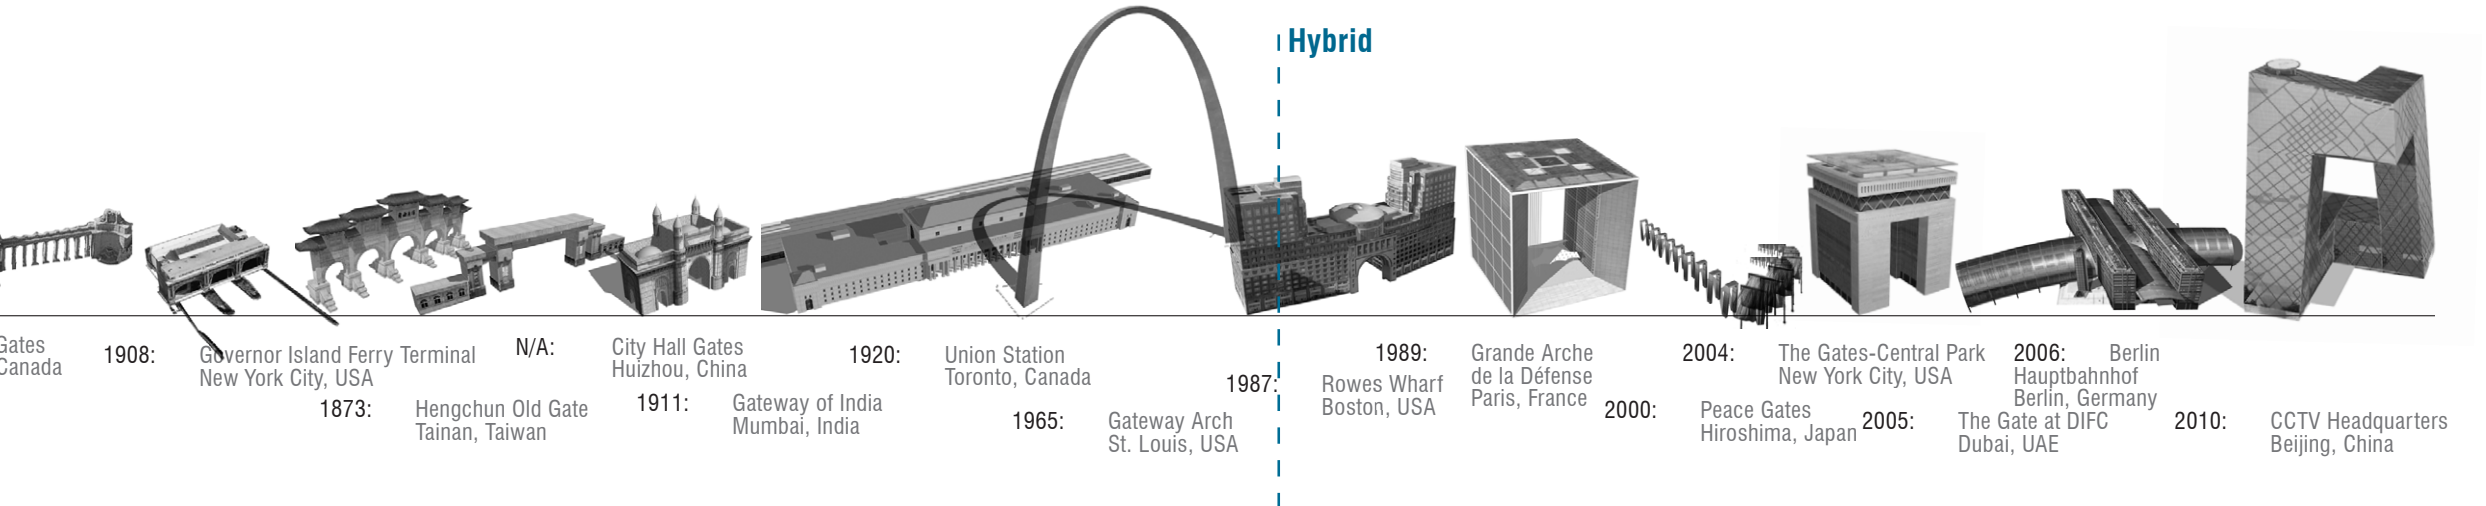 Hybrid
Gates
Canada
1908: Governor Island Ferry Terminal
New York City, USA
1873: Hengchun Old Gate
Tainan, Taiwan
N/A: City Hall Gates
Huizhou, China
1911: Gateway of India
Mumbai, India
1920: Union Station
Toronto, Canada
1965: Gateway Arch
St. Louis, USA
1987: Rowes Wharf
Boston, USA
1989: Grande Arche
de la Défense
Paris, France
2000: Peace Gates
Hiroshima, Japan
2004: The Gates-Central Park
New York City, USA
2005: The Gate at DIFC
Dubai, UAE
2006: Berlin
Hauptbahnhof
Berlin, Germany
2010: CCTV Headquarters
Beijing, China